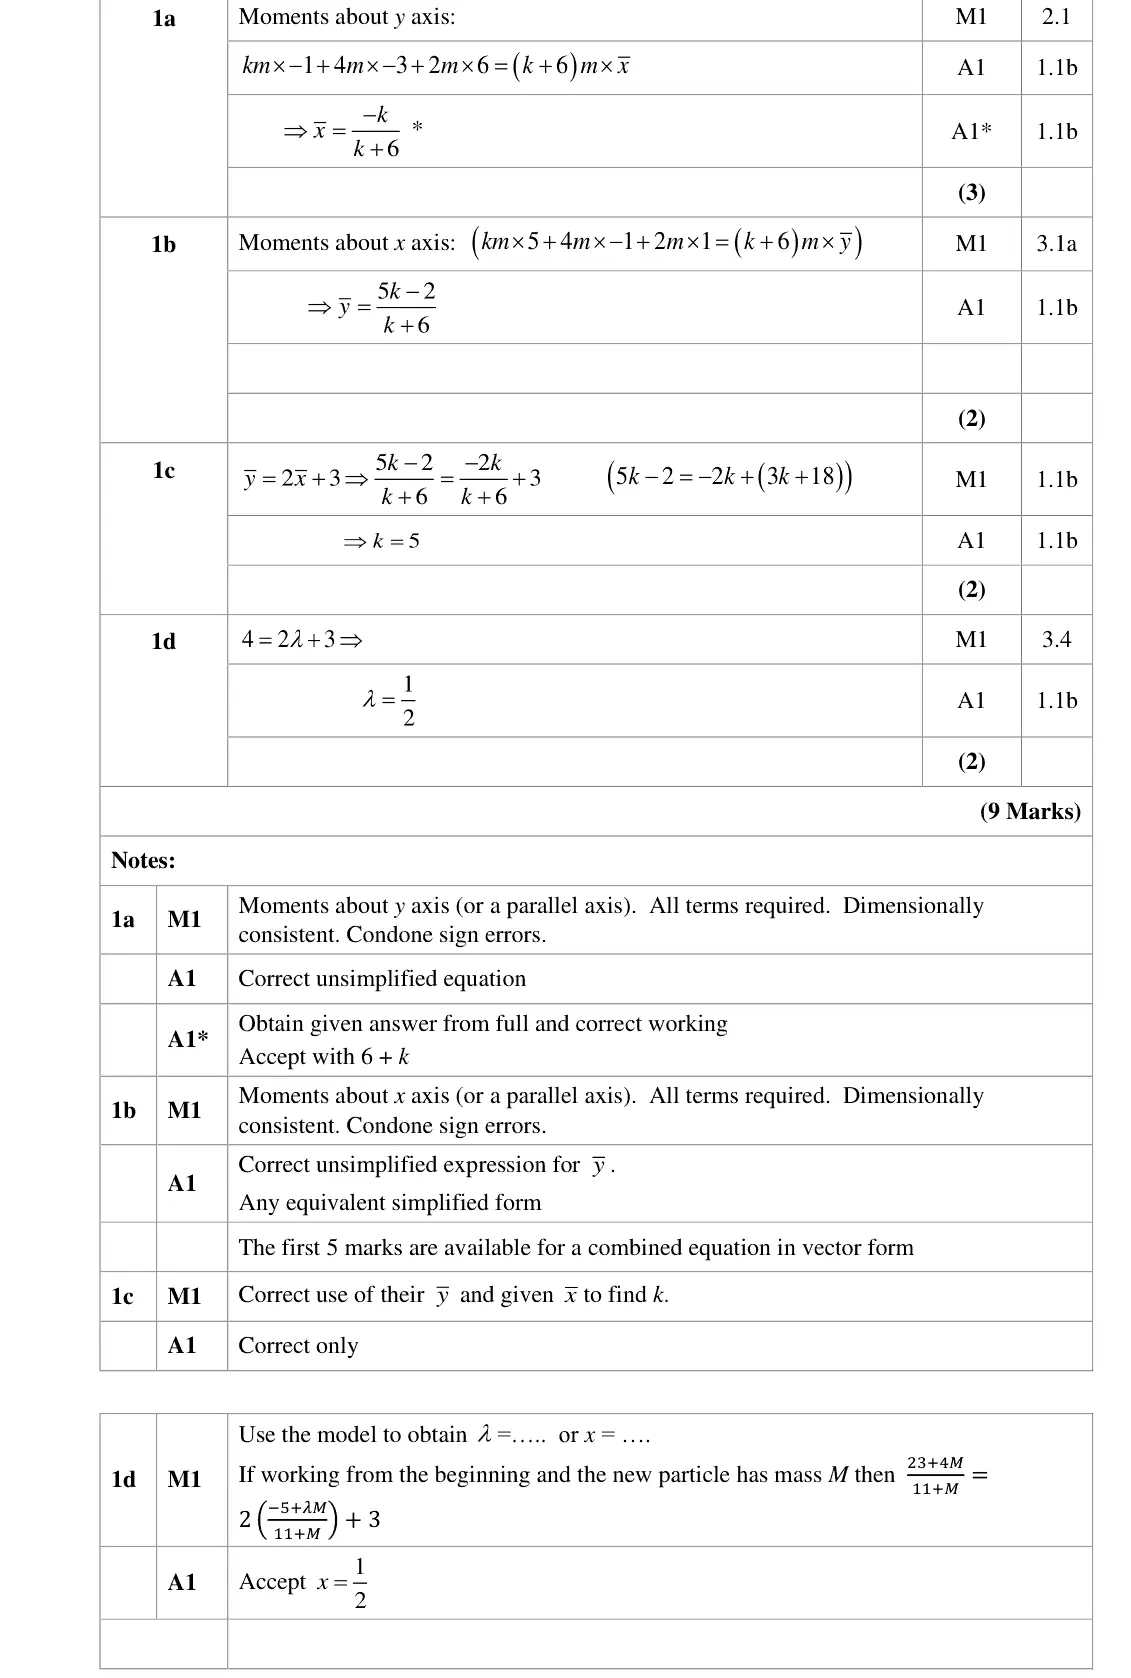 1a Moments about y axis: M1 2.1
km×−1+4m×−3+2m×6=(k+6)m×x̅ A1 1.1b
⇒x̅ = −k/(k+6) * A1* 1.1b
(3)
1b Moments about x axis: (km×5+4m×−1+2m×1=(k+6)m×y̅) M1 3.1a
⇒y̅ = (5k−2)/(k+6) A1 1.1b
(2)
1c y̅ = 2x̅+3⇒ (5k−2)/(k+6) = −2k/(k+6) +3 (5k−2=−2k+(3k+18)) M1 1.1b
⇒k=5 A1 1.1b
(2)
1d 4=2λ+3⇒ M1 3.4
λ = 1/2 A1 1.1b
(2)
(9 Marks)
Notes:
1a M1 Moments about y axis (or a parallel axis). All terms required. Dimensionally
consistent. Condone sign errors.
A1 Correct unsimplified equation
A1* Obtain given answer from full and correct working
Accept with 6 + k
1b M1 Moments about x axis (or a parallel axis). All terms required. Dimensionally
consistent. Condone sign errors.
A1 Correct unsimplified expression for y̅ .
Any equivalent simplified form
The first 5 marks are available for a combined equation in vector form
1c M1 Correct use of their y̅ and given x̅ to find k.
A1 Correct only
1d M1 Use the model to obtain λ =….. or x = ….
If working from the beginning and the new particle has mass M then (23+4M)/(11+M) =
2((−5+λM)/(11+M)) + 3
A1 Accept x = 1/2